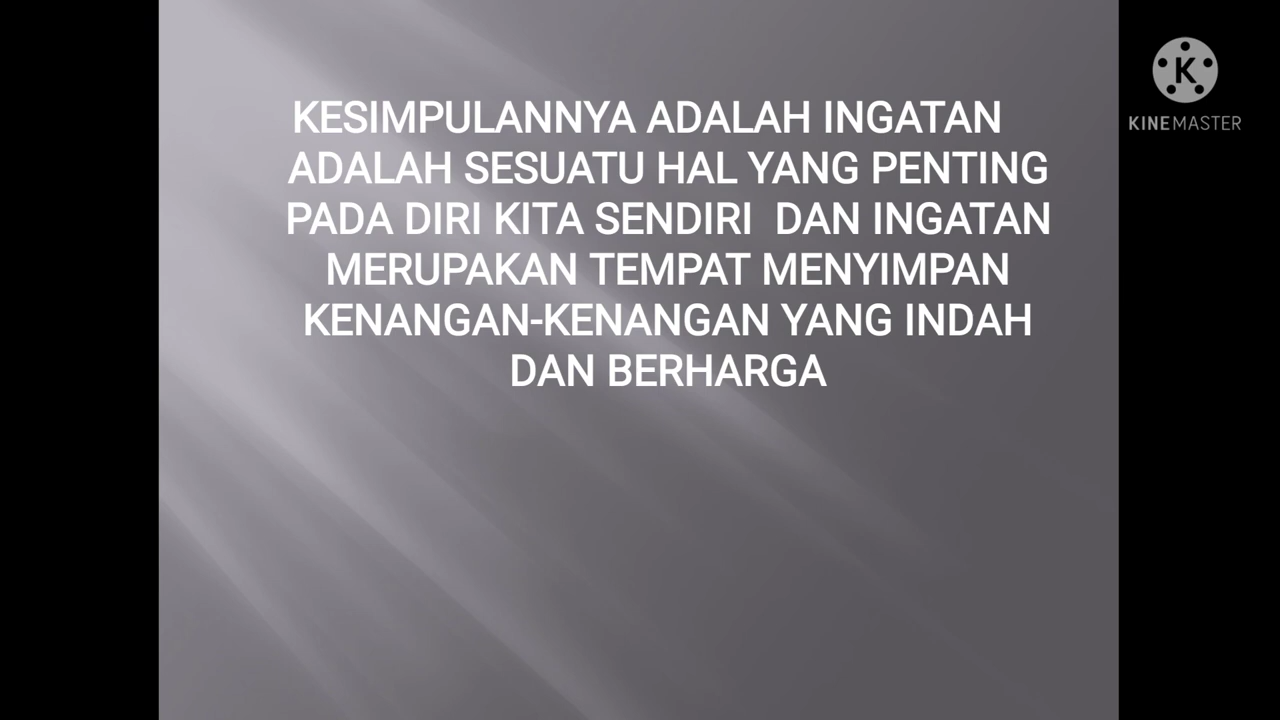 KESIMPULANNYA ADALAH INGATAN
ADALAH SESUATU HAL YANG PENTING
PADA DIRI KITA SENDIRI  DAN INGATAN
MERUPAKAN TEMPAT MENYIMPAN
KENANGAN-KENANGAN YANG INDAH
DAN BERHARGA
K
KINEMASTER